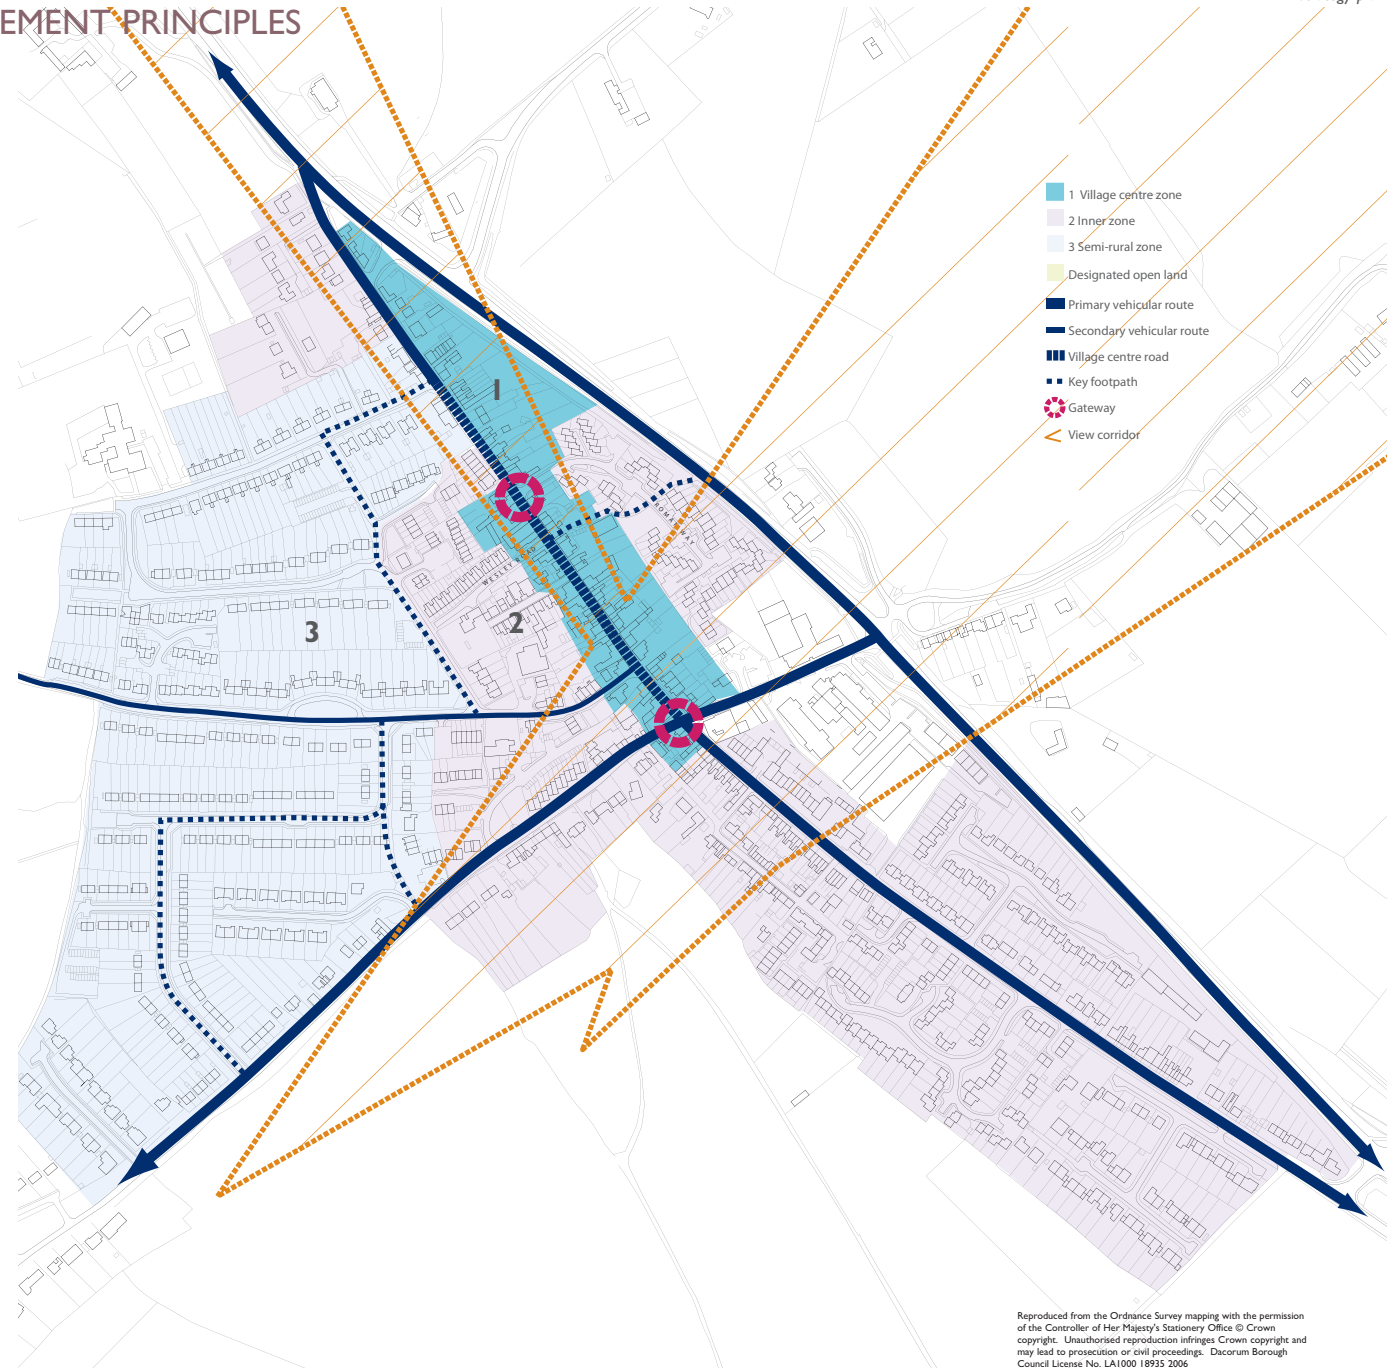 EMENT PRINCIPLES
1 Village centre zone
2 Inner zone
3 Semi-rural zone
Designated open land
Primary vehicular route
Secondary vehicular route
Village centre road
Key footpath
Gateway
View corridor
1
ROMAN WAY
WESLEY ROAD
2
3
Reproduced from the Ordnance Survey mapping with the permission
of the Controller of Her Majesty's Stationery Office © Crown
copyright. Unauthorised reproduction infringes Crown copyright and
may lead to prosecution or civil proceedings. Dacorum Borough
Council License No. LA1000 18935 2006